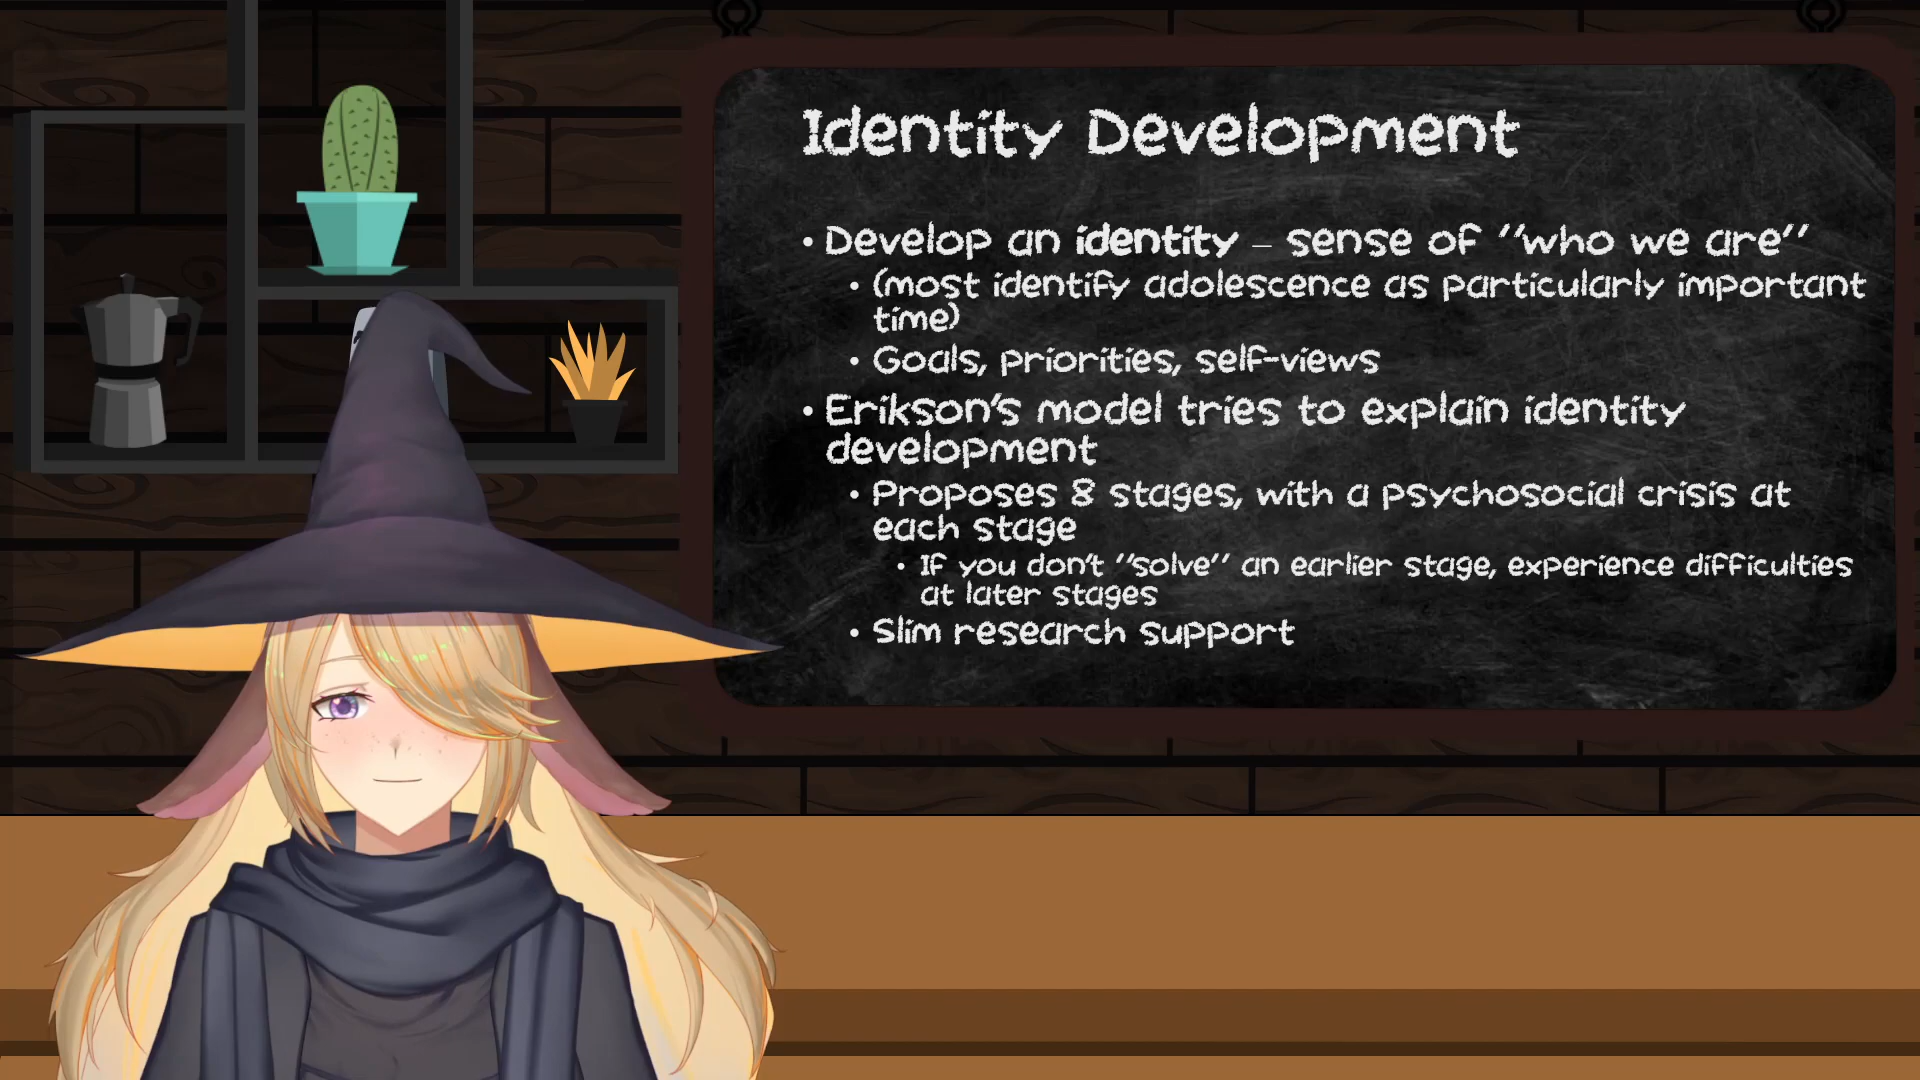 Identity Development
• Develop an identity – sense of "who we are"
• (most identify adolescence as particularly important
time)
• Goals, priorities, self-views
• Erikson's model tries to explain identity
development
• Proposes 8 stages, with a psychosocial crisis at
each stage
• If you don't "solve" an earlier stage, experience difficulties
at later stages
• Slim research support